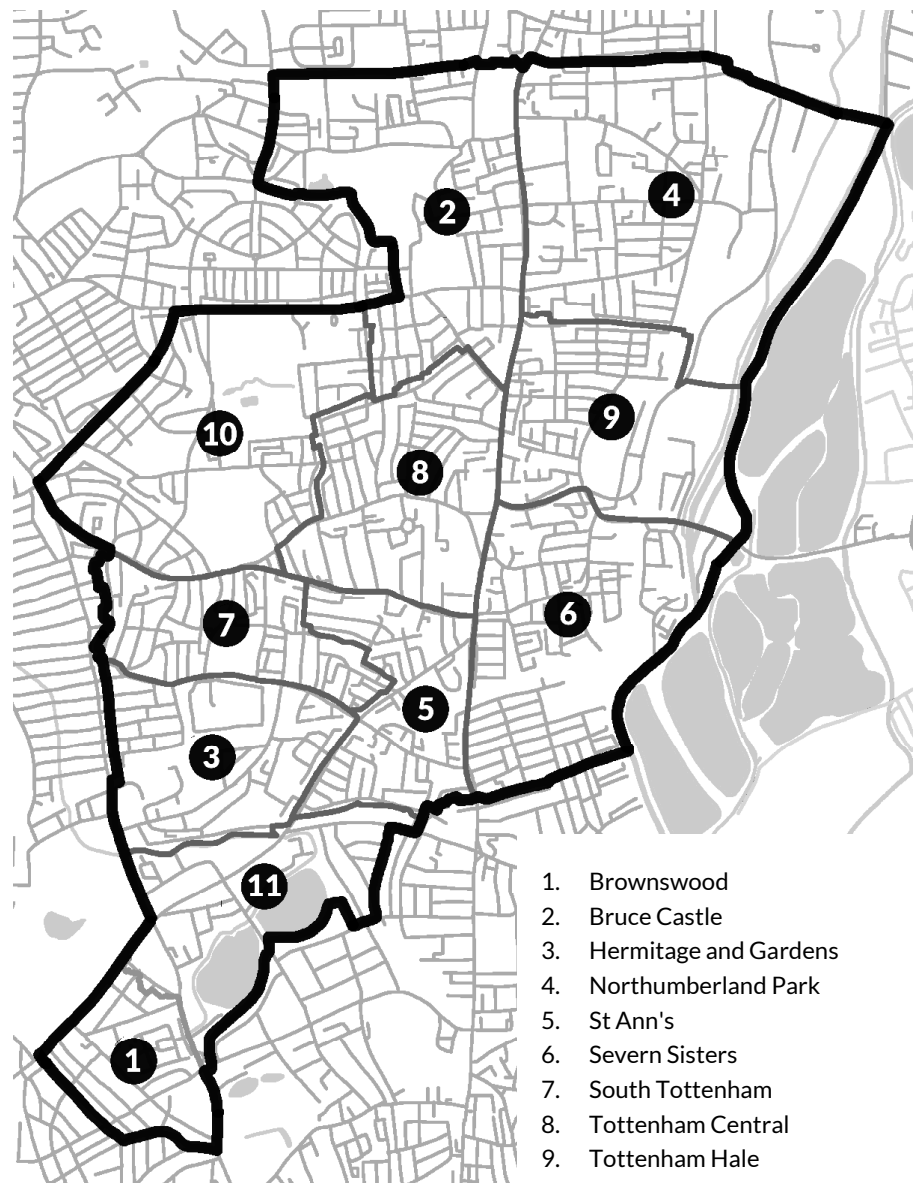 2
4
10
9
8
7
6
5
3
11
1
1. Brownswood
2. Bruce Castle
3. Hermitage and Gardens
4. Northumberland Park
5. St Ann's
6. Severn Sisters
7. South Tottenham
8. Tottenham Central
9. Tottenham Hale